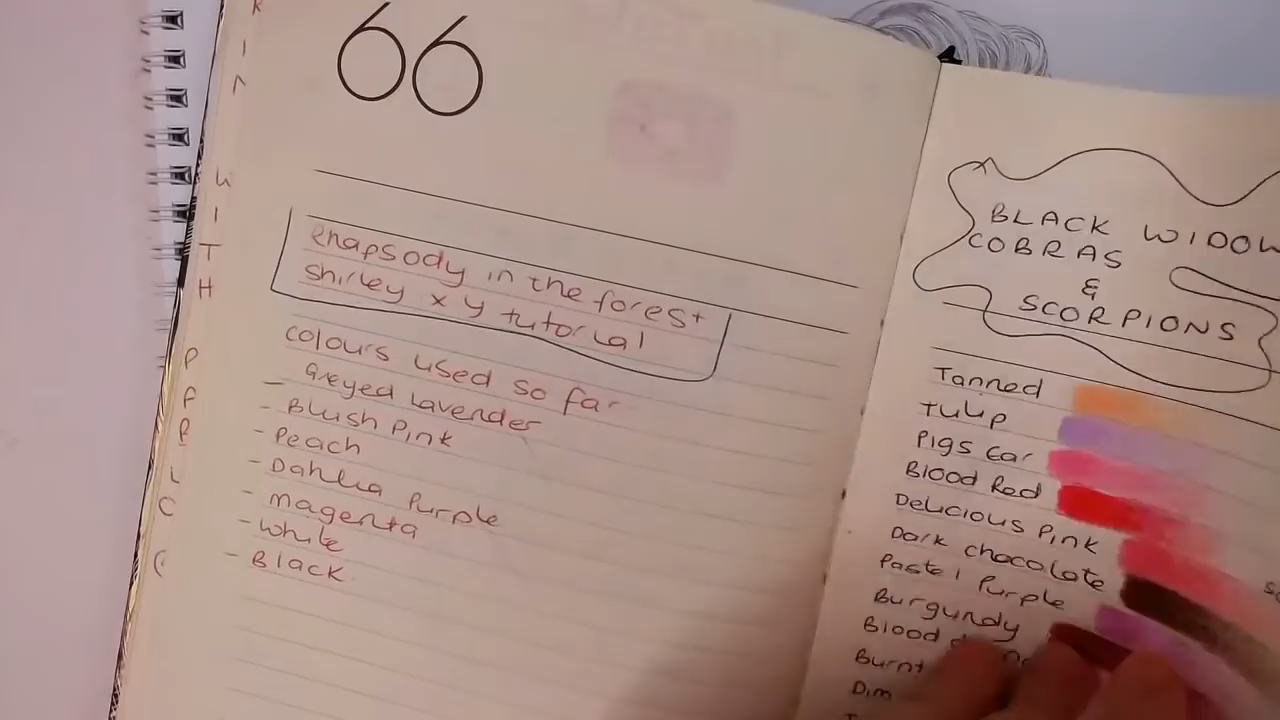 66
Rhapsody in the forest
Shirley x y tutorial
colours used so far
- Greyed Lavender
- Blush Pink
- Peach
- Dahlia Purple
- magenta
- white
- Black
W
I
T
H
BLACK WIDOW
COBRAS
&
SCORPIONS
Tanned
Tulip
Pigs Ear
Blood Red
Delicious Pink
Dark chocolate
Pastel Purple
Burgundy
Blood
Burnt
Dim